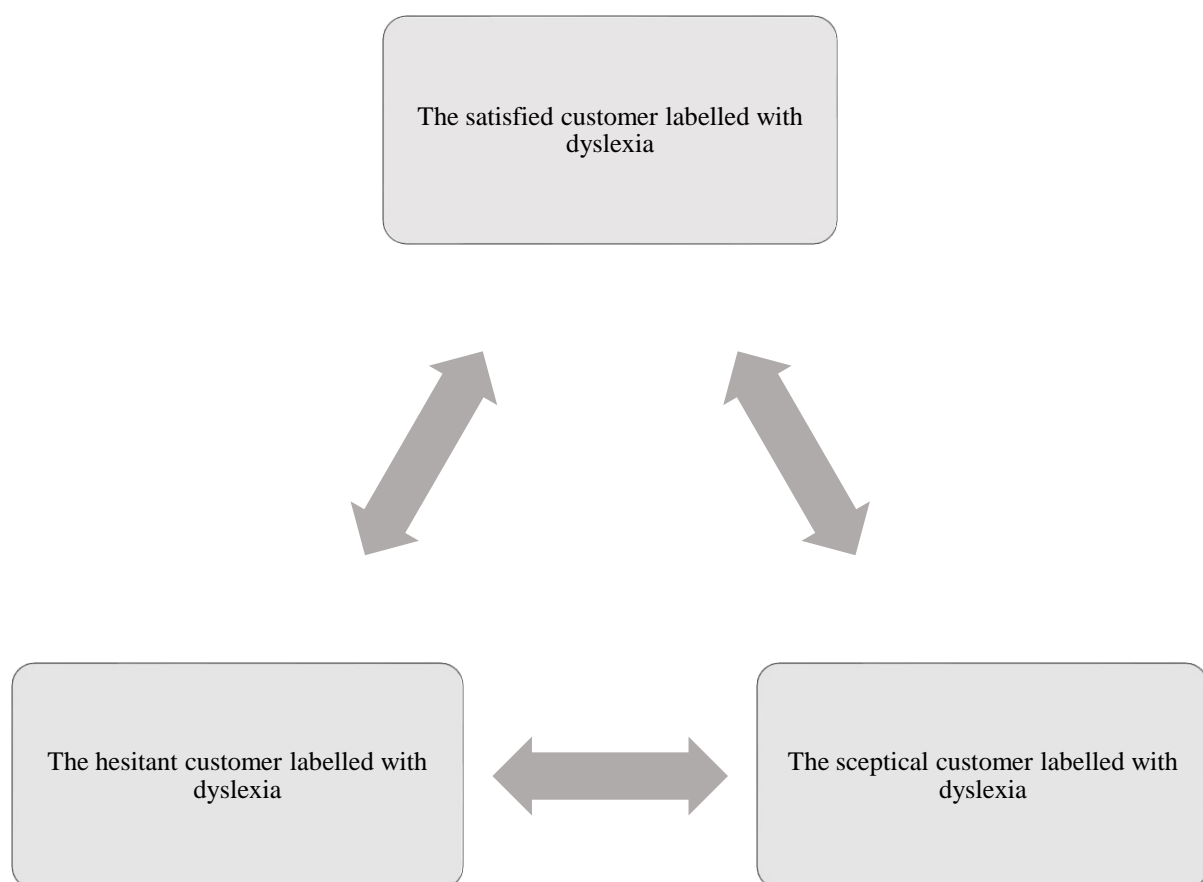 The satisfied customer labelled with
dyslexia
The hesitant customer labelled with
dyslexia
The sceptical customer labelled with
dyslexia